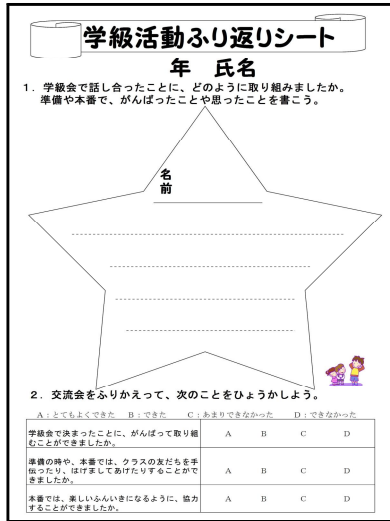 学級活動ふり返りシート
年　氏名
１．学級会で話し合ったことに、どのように取り組みましたか。
準備や本番で、がんばったことや思ったことを書こう。
名前
２．交流会をふりかえって、次のことをひょうかしよう。
A：とてもよくできた　B：できた　C：あまりできなかった　D：できなかった
学級会で決まったことに、がんばって取り組
むことができましたか。
A　B　C　D
準備の時や、本番では、クラスの友だちを手
伝ったり、はげましてあげたりすることがで
きましたか。
A　B　C　D
本番では、楽しいふんいきになるように、協力
することができましたか。
A　B　C　D